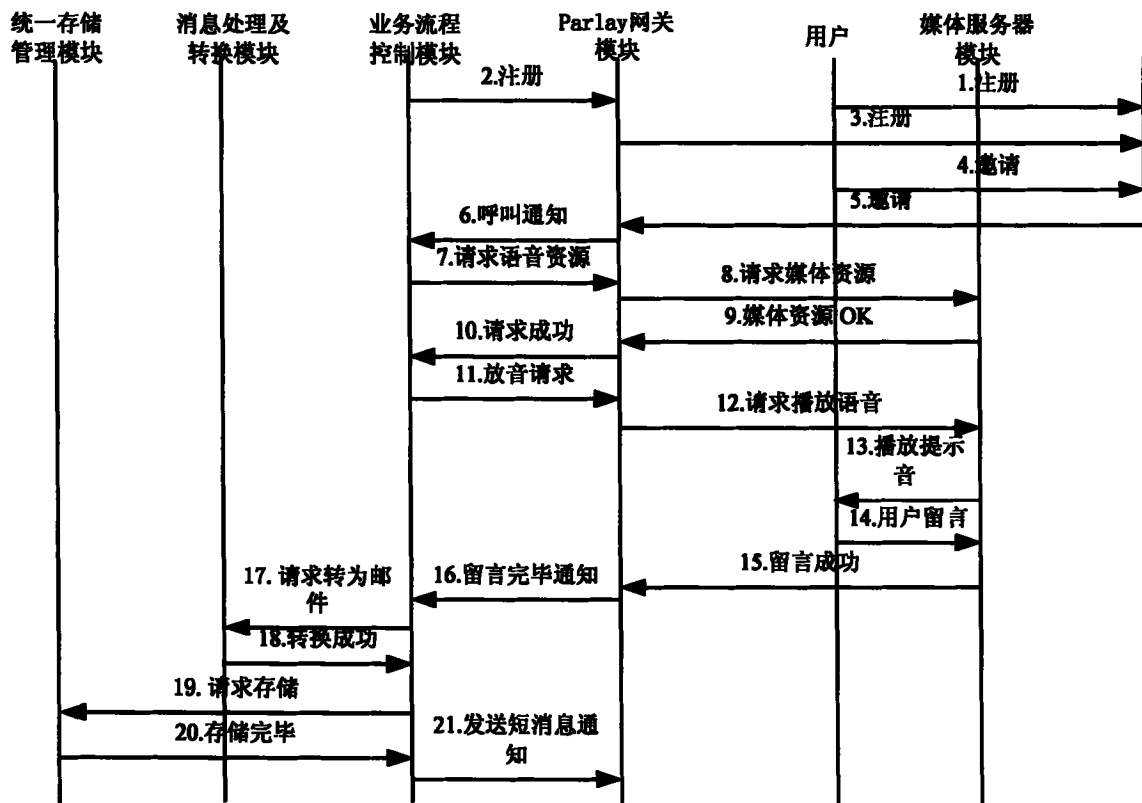 统一存储
管理模块
消息处理及
转换模块
业务流程
控制模块
Parlay网关
模块
用户
媒体服务器
模块
1.注册
2.注册
3.注册
4.邀请
5.邀请
6.呼叫通知
7.请求语音资源
8.请求媒体资源
9.媒体资源 OK
10.请求成功
11.放音请求
12.请求播放语音
13.播放提示
音
14.用户留言
15.留言成功
16.留言完毕通知
17. 请求转为邮
件
18.转换成功
19. 请求存储
20.存储完毕
21.发送短消息通
知